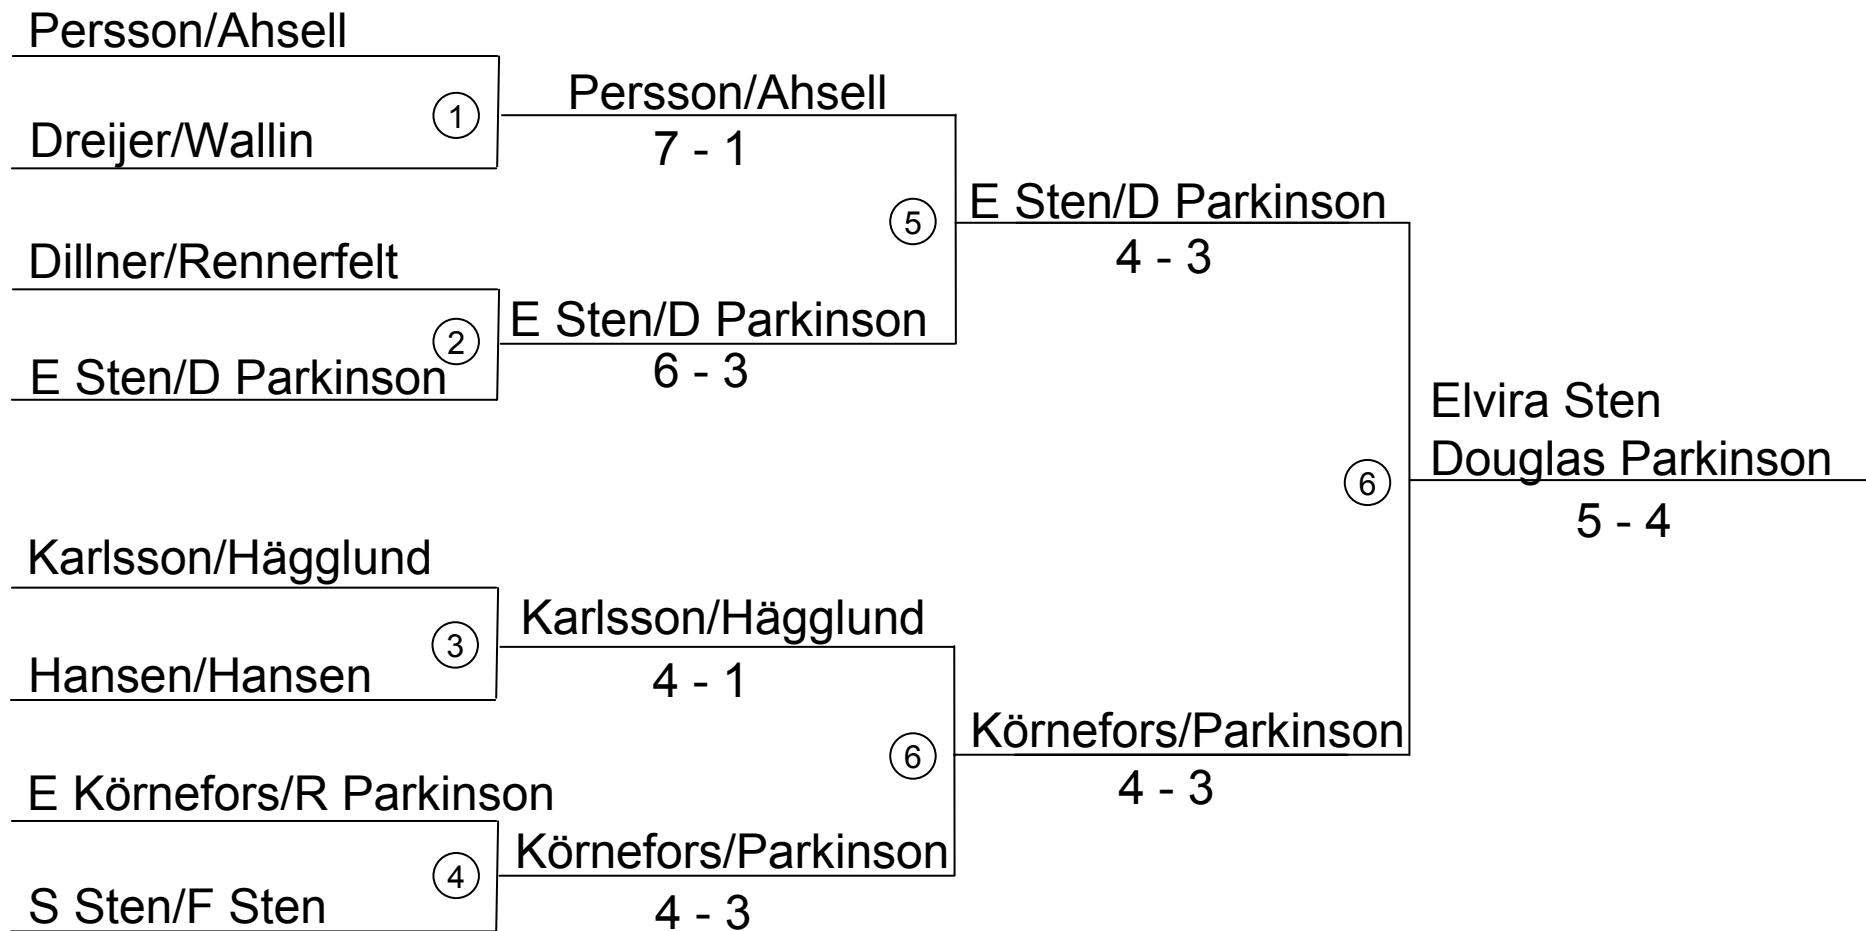 Persson/Ahsell
1
Dreijer/Wallin
Persson/Ahsell
7 - 1
Dillner/Rennerfelt
2
E Sten/D Parkinson
E Sten/D Parkinson
6 - 3
5
E Sten/D Parkinson
4 - 3
Karlsson/Hägglund
3
Hansen/Hansen
Karlsson/Hägglund
4 - 1
E Körnefors/R Parkinson
4
S Sten/F Sten
Körnefors/Parkinson
4 - 3
6
Körnefors/Parkinson
4 - 3
6
Elvira Sten
Douglas Parkinson
5 - 4